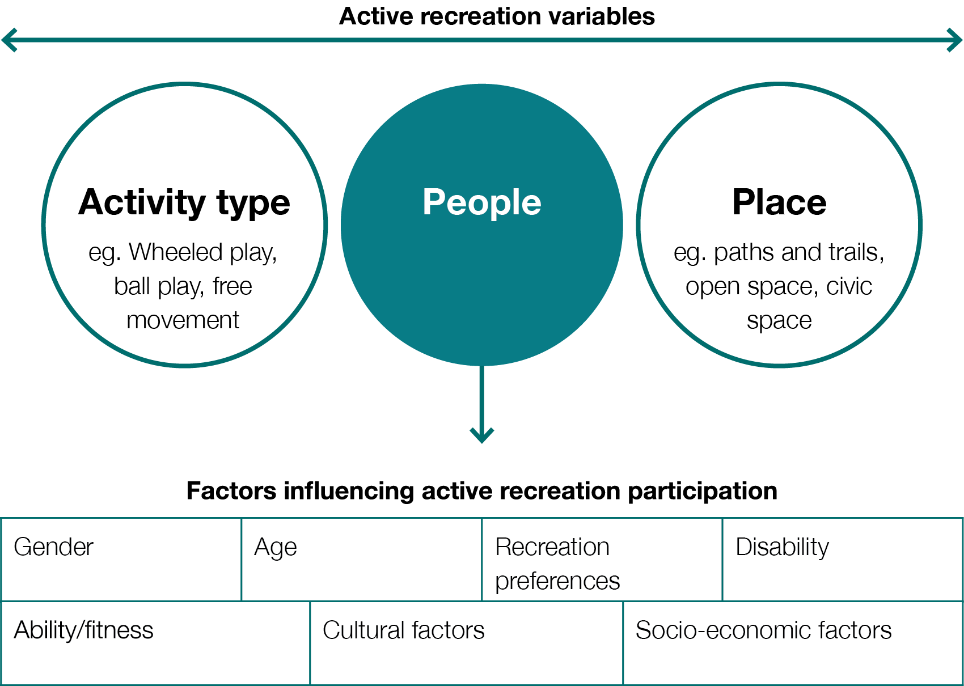 Active recreation variables
Activity type
eg. Wheeled play,
ball play, free
movement
People
Place
eg. paths and trails,
open space, civic
space
Factors influencing active recreation participation
Gender
Age
Recreation
preferences
Disability
Ability/fitness
Cultural factors
Socio-economic factors